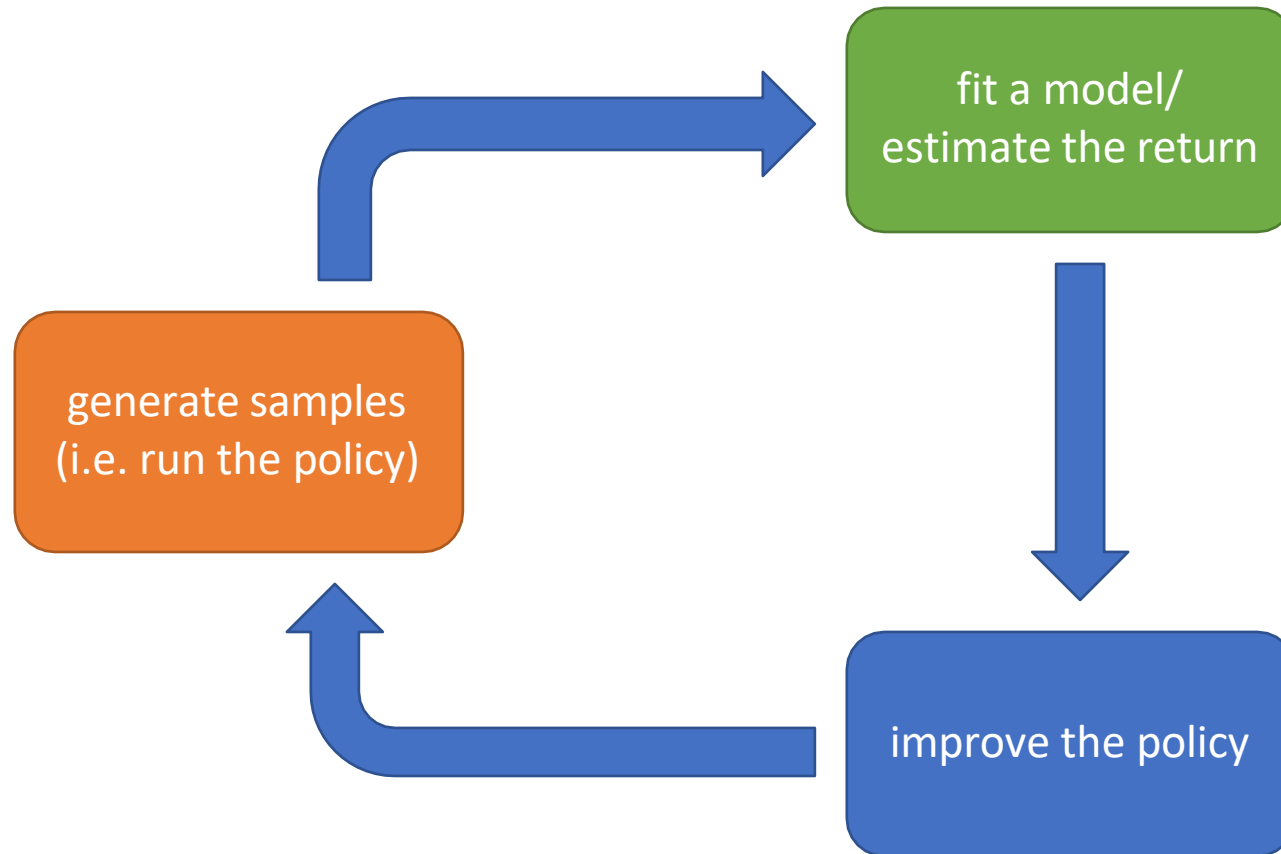 fit a model/
estimate the return
generate samples
(i.e. run the policy)
improve the policy